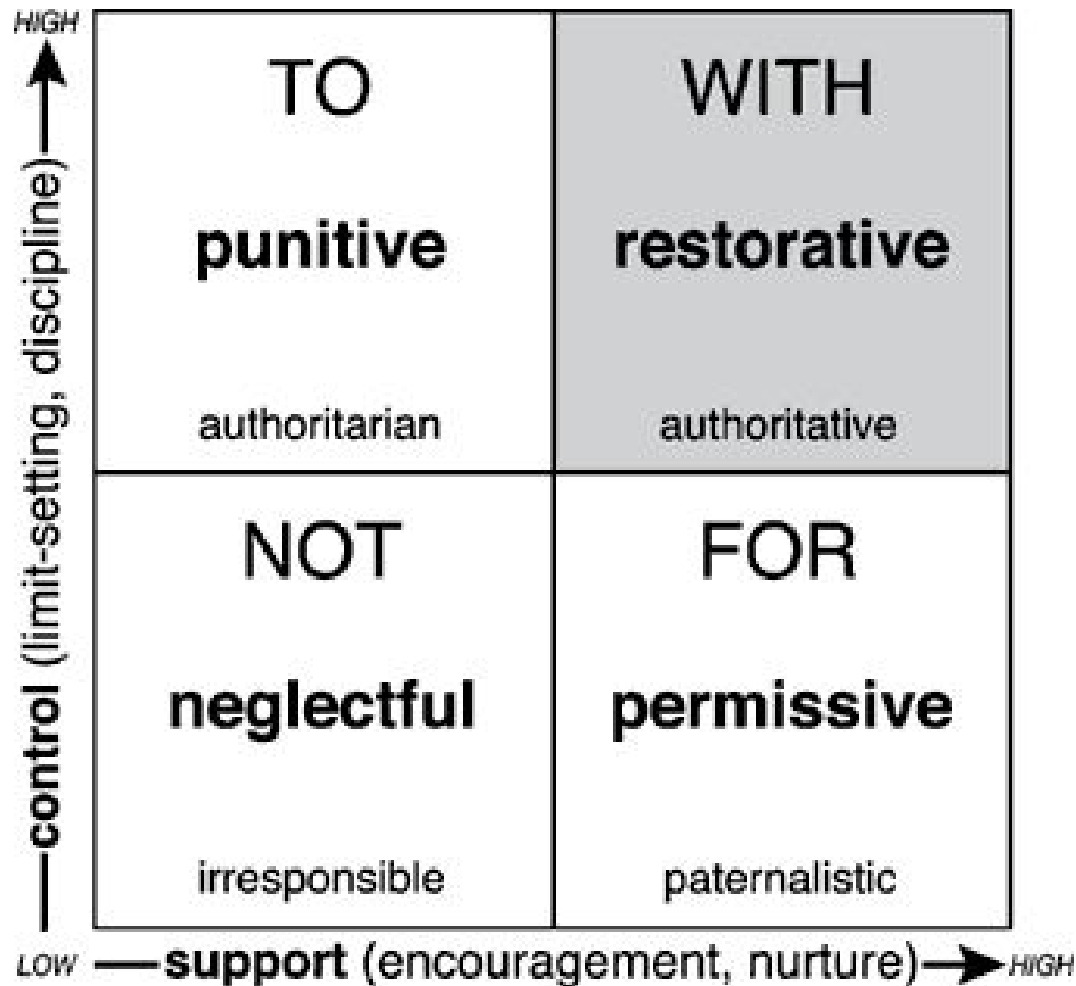 HIGH
control (limit-setting, discipline)
TO
punitive
authoritarian
WITH
restorative
authoritative
NOT
neglectful
irresponsible
FOR
permissive
paternalistic
LOW
support (encouragement, nurture)
HIGH